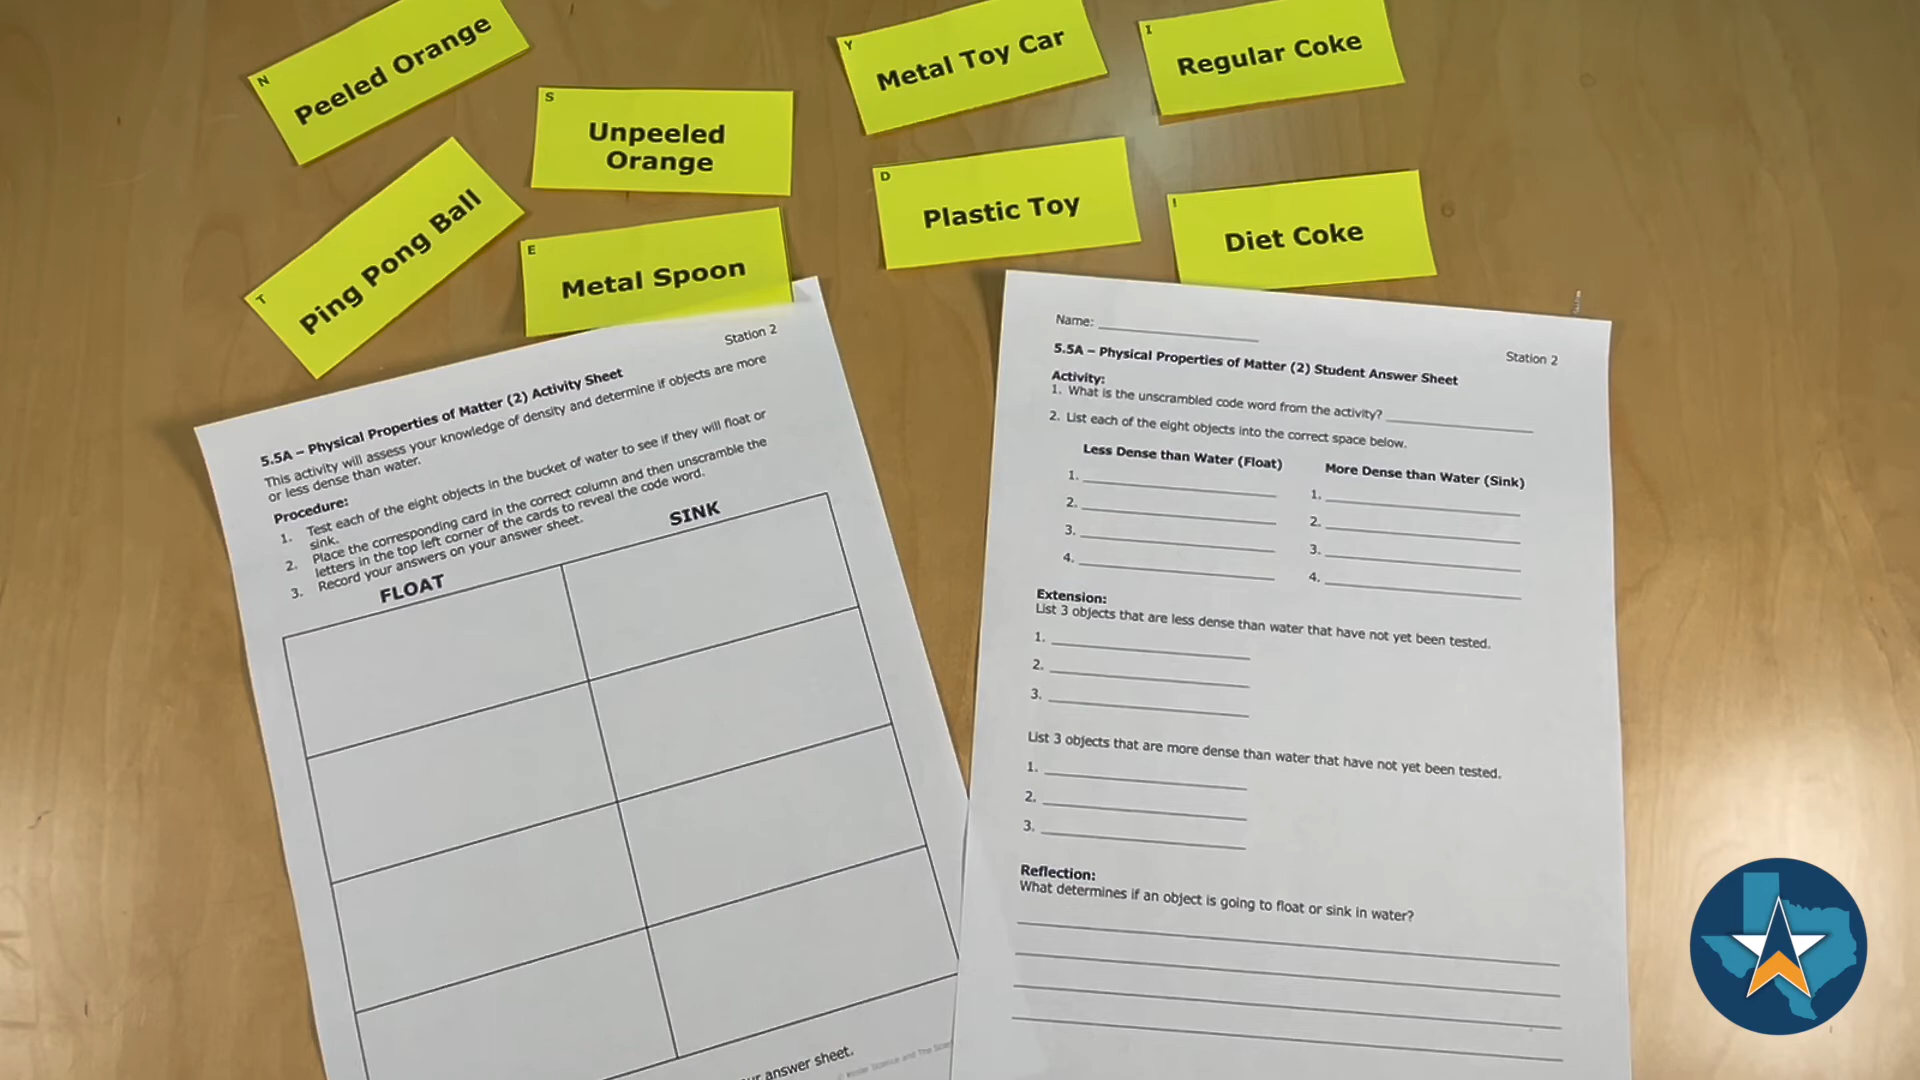 N
Peeled Orange
S
Unpeeled
Orange
Y
Metal Toy Car
I
Regular Coke
T
Ping Pong Ball
E
Metal Spoon
D
Plastic Toy
I
Diet Coke
Station 2
5.5A – Physical Properties of Matter (2) Activity Sheet
This activity will assess your knowledge of density and determine if objects are more
or less dense than water.
Procedure:
1. Test each of the eight objects in the bucket of water to see if they will float or
sink.
2. Place the corresponding card in the correct column and then unscramble the
letters in the top left corner of the cards to reveal the code word.
3. Record your answers on your answer sheet.
FLOAT
SINK
answer sheet.
Name:
Station 2
5.5A – Physical Properties of Matter (2) Student Answer Sheet
Activity:
1. What is the unscrambled code word from the activity?
2. List each of the eight objects into the correct space below.
Less Dense than Water (Float)
More Dense than Water (Sink)
1.
1.
2.
2.
3.
3.
4.
4.
Extension:
List 3 objects that are less dense than water that have not yet been tested.
1.
2.
3.
List 3 objects that are more dense than water that have not yet been tested.
1.
2.
3.
Reflection:
What determines if an object is going to float or sink in water?